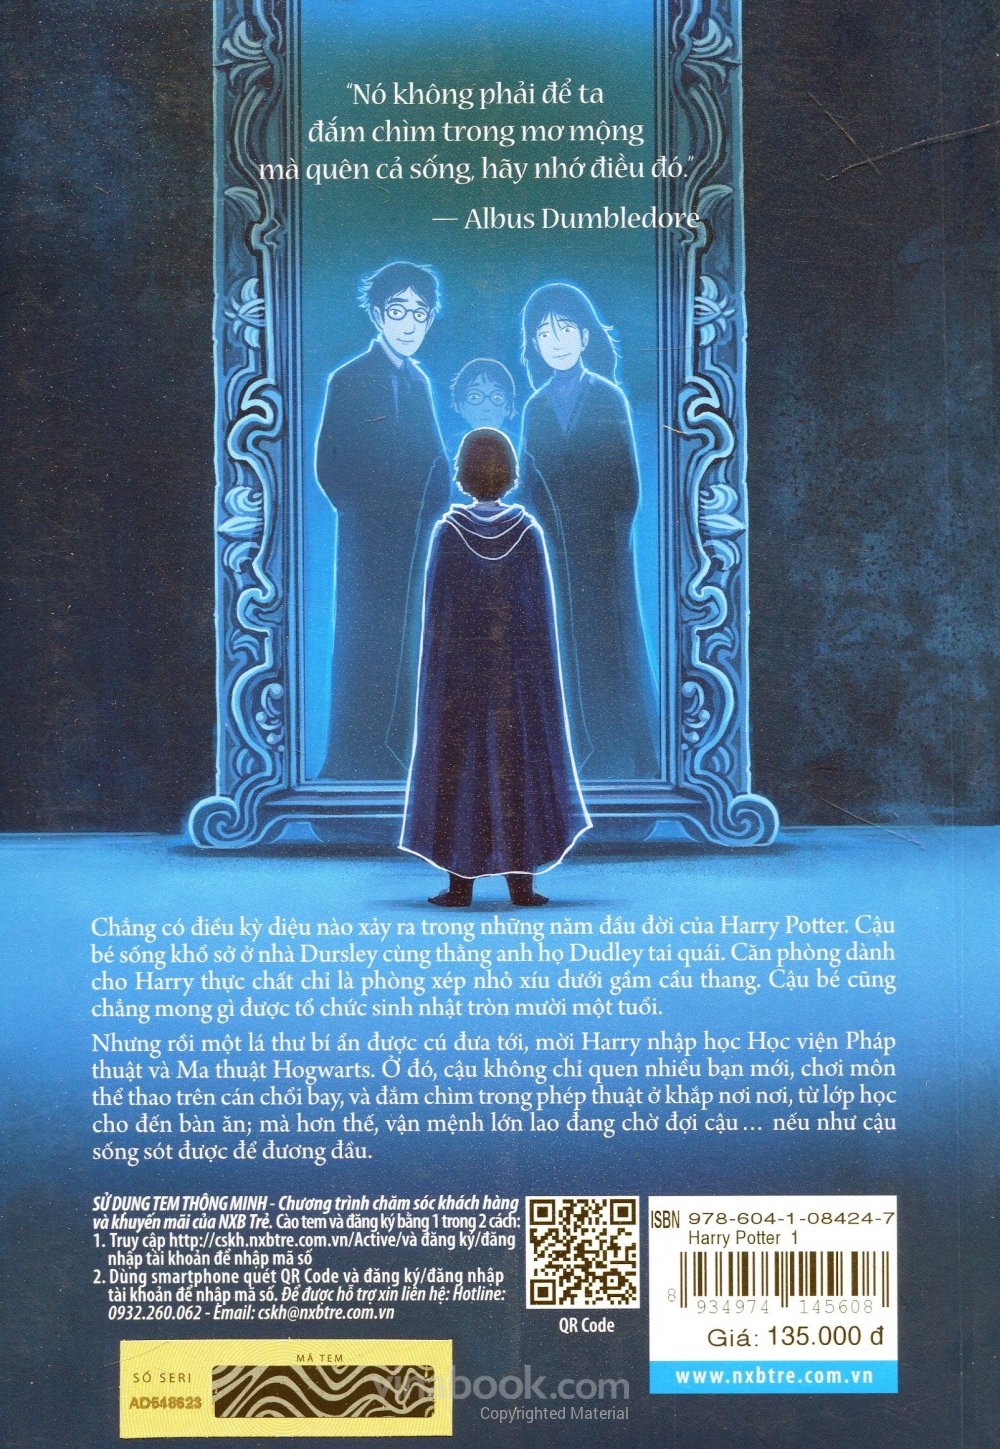 “Nó không phải để ta
đắm chìm trong mơ mộng
mà quên cả sống, hãy nhớ điều đó.”
— Albus Dumbledore
Chẳng có điều kỳ diệu nào xảy ra trong những năm đầu đời của Harry Potter. Cậu
bé sống khổ sở ở nhà Dursley cùng thằng anh họ Dudley tai quái. Căn phòng dành
cho Harry thực chất chỉ là phòng xép nhỏ xíu dưới gầm cầu thang. Cậu bé cũng
chẳng mong gì được tổ chức sinh nhật tròn mười một tuổi.
Nhưng rồi một lá thư bí ẩn được cú đưa tới, mời Harry nhập học Học viện Pháp
thuật và Ma thuật Hogwarts. Ở đó, cậu không chỉ quen nhiều bạn mới, chơi môn
thể thao trên cán chổi bay, và đắm chìm trong phép thuật ở khắp nơi nơi, từ lớp học
cho đến bàn ăn; mà hơn thế, vận mệnh lớn lao đang chờ đợi cậu... nếu như cậu
sống sót được để đương đầu.
SỬ DỤNG TEM THÔNG MINH - Chương trình chăm sóc khách hàng
và khuyến mãi của NXB Trẻ. Cào tem và đăng ký bằng 1 trong 2 cách:
1. Truy cập http://cskh.nxbtre.com.vn/Active/và đăng ký/đăng
nhập tài khoản để nhập mã số
2. Dùng smartphone quét QR Code và đăng ký/đăng nhập
tài khoản để nhập mã số. Để được hỗ trợ xin liên hệ: Hotline:
0932.260.062 - Email: cskh@nxbtre.com.vn
QR Code
ISBN 978-604-1-08424-7
Harry Potter 1
8 934974 145608
Giá: 135.000 đ
www.nxbtre.com.vn
MÃ TEM
SỐ SERI
AD548623
vinabook.com
Copyrighted Material